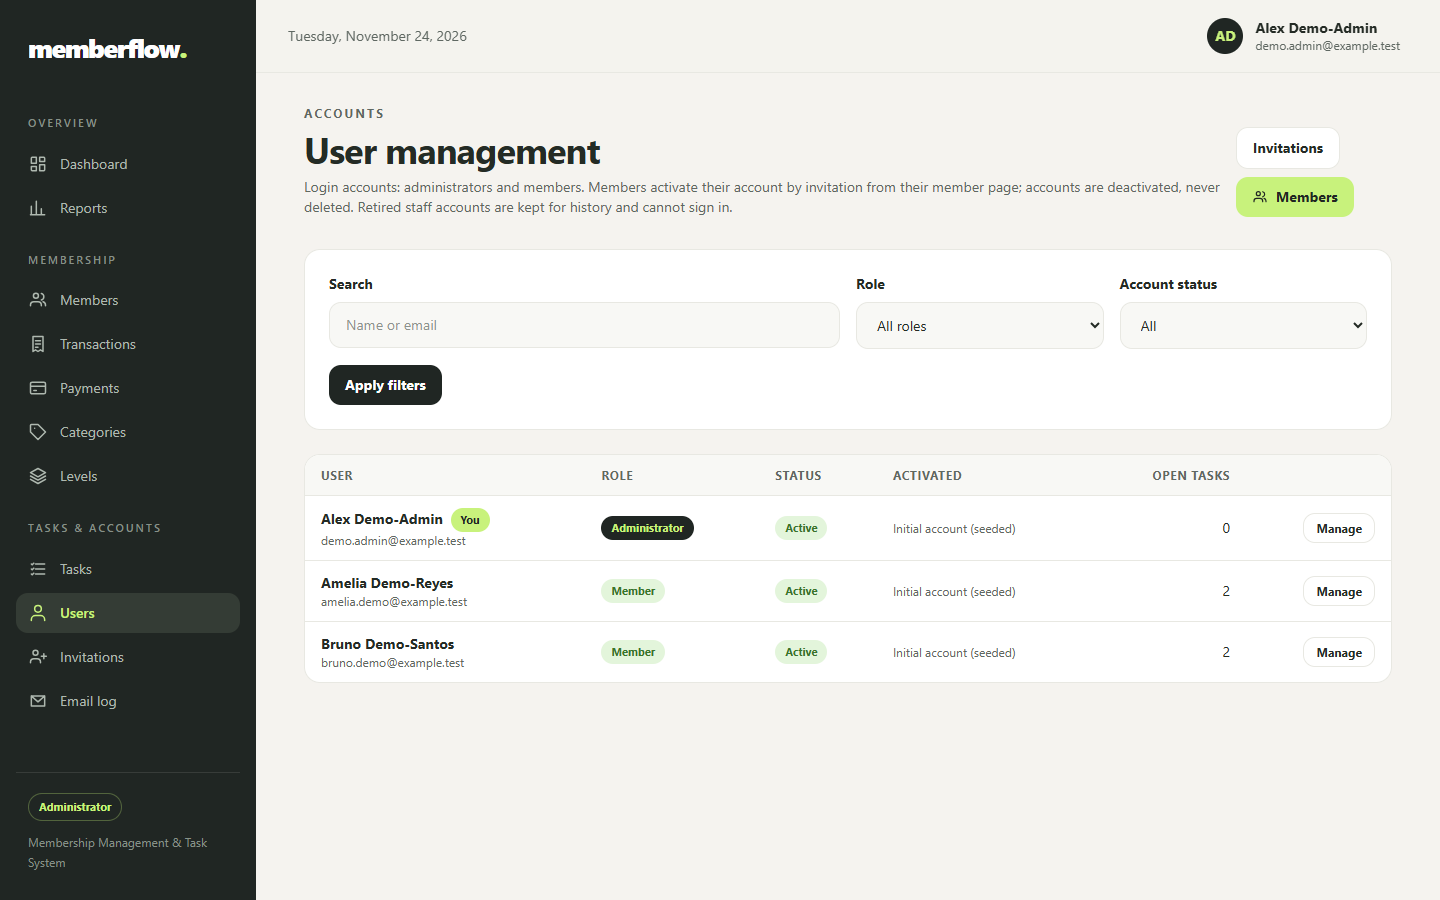 memberflow.
OVERVIEW
Dashboard
Reports
MEMBERSHIP
Members
Transactions
Payments
Categories
Levels
TASKS & ACCOUNTS
Tasks
Users
Invitations
Email log
Administrator
Membership Management & Task
System
Tuesday, November 24, 2026
AD
Alex Demo-Admin
demo.admin@example.test
ACCOUNTS
User management
Login accounts: administrators and members. Members activate their account by invitation from their member page; accounts are deactivated, never
deleted. Retired staff accounts are kept for history and cannot sign in.
Invitations
Members
Search Role Account status
Name or email All roles All
Apply filters
USER ROLE STATUS ACTIVATED OPEN TASKS
Alex Demo-Admin You Administrator Active Initial account (seeded) 0 Manage
demo.admin@example.test
Amelia Demo-Reyes Member Active Initial account (seeded) 2 Manage
amelia.demo@example.test
Bruno Demo-Santos Member Active Initial account (seeded) 2 Manage
bruno.demo@example.test